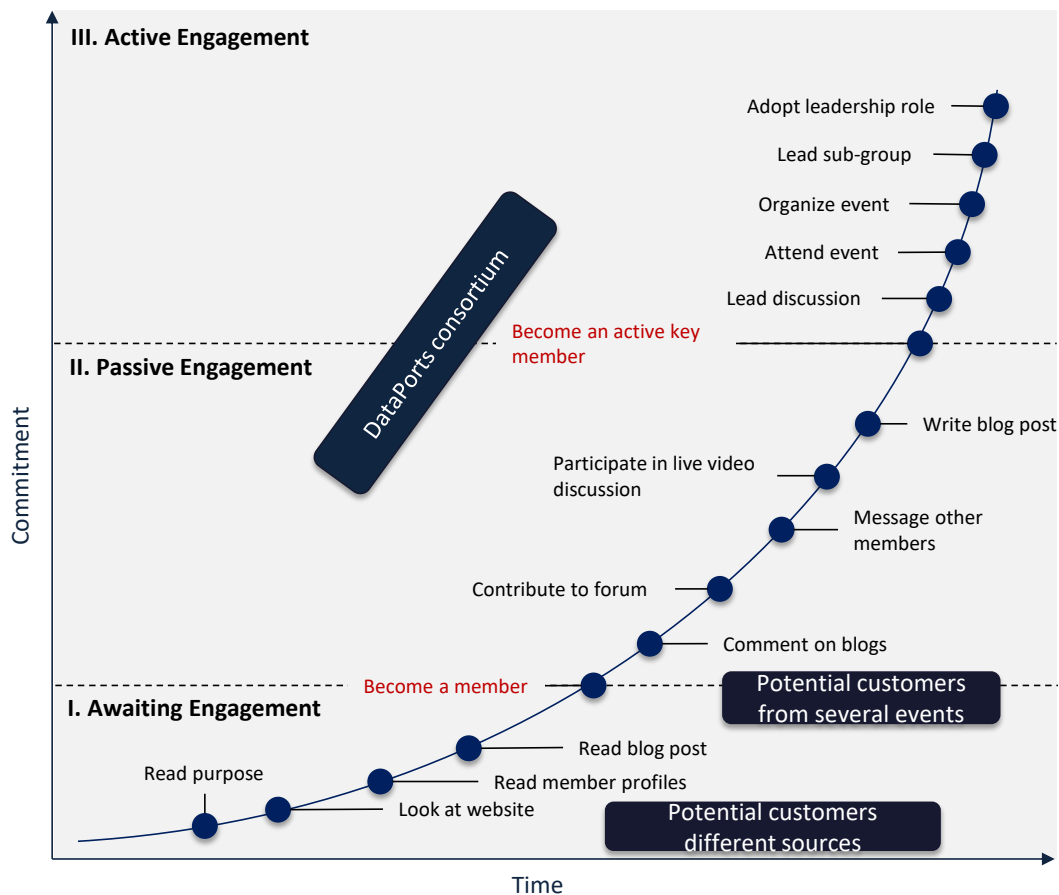 III. Active Engagement
Adopt leadership role
Lead sub-group
Organize event
Attend event
Lead discussion
DataPorts consortium
Become an active key
member
II. Passive Engagement
Write blog post
Participate in live video
discussion
Message other
members
Contribute to forum
Comment on blogs
Become a member
Potential customers
from several events
I. Awaiting Engagement
Read blog post
Read purpose
Read member profiles
Look at website
Potential customers
different sources
Commitment
Time